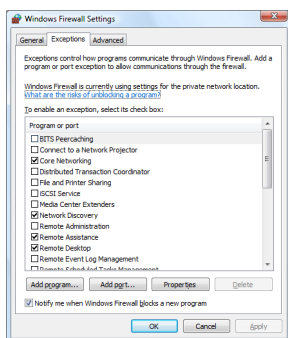 Windows Firewall Settings
General Exceptions Advanced
Exceptions control how programs communicate through Windows Firewall. Add a
program or port exception to allow communications through the firewall.
Windows Firewall is currently using settings for the private network location.
What are the risks of unblocking a program?
To enable an exception, select its check box:
Program or port
BITS Peercaching
Connect to a Network Projector
Core Networking
Distributed Transaction Coordinator
File and Printer Sharing
iSCSI Service
Media Center Extenders
Network Discovery
Remote Administration
Remote Assistance
Remote Desktop
Remote Event Log Management
Remote Scheduled Tasks Management
Add program... Add port... Properties Delete
Notify me when Windows Firewall blocks a new program
OK Cancel Apply